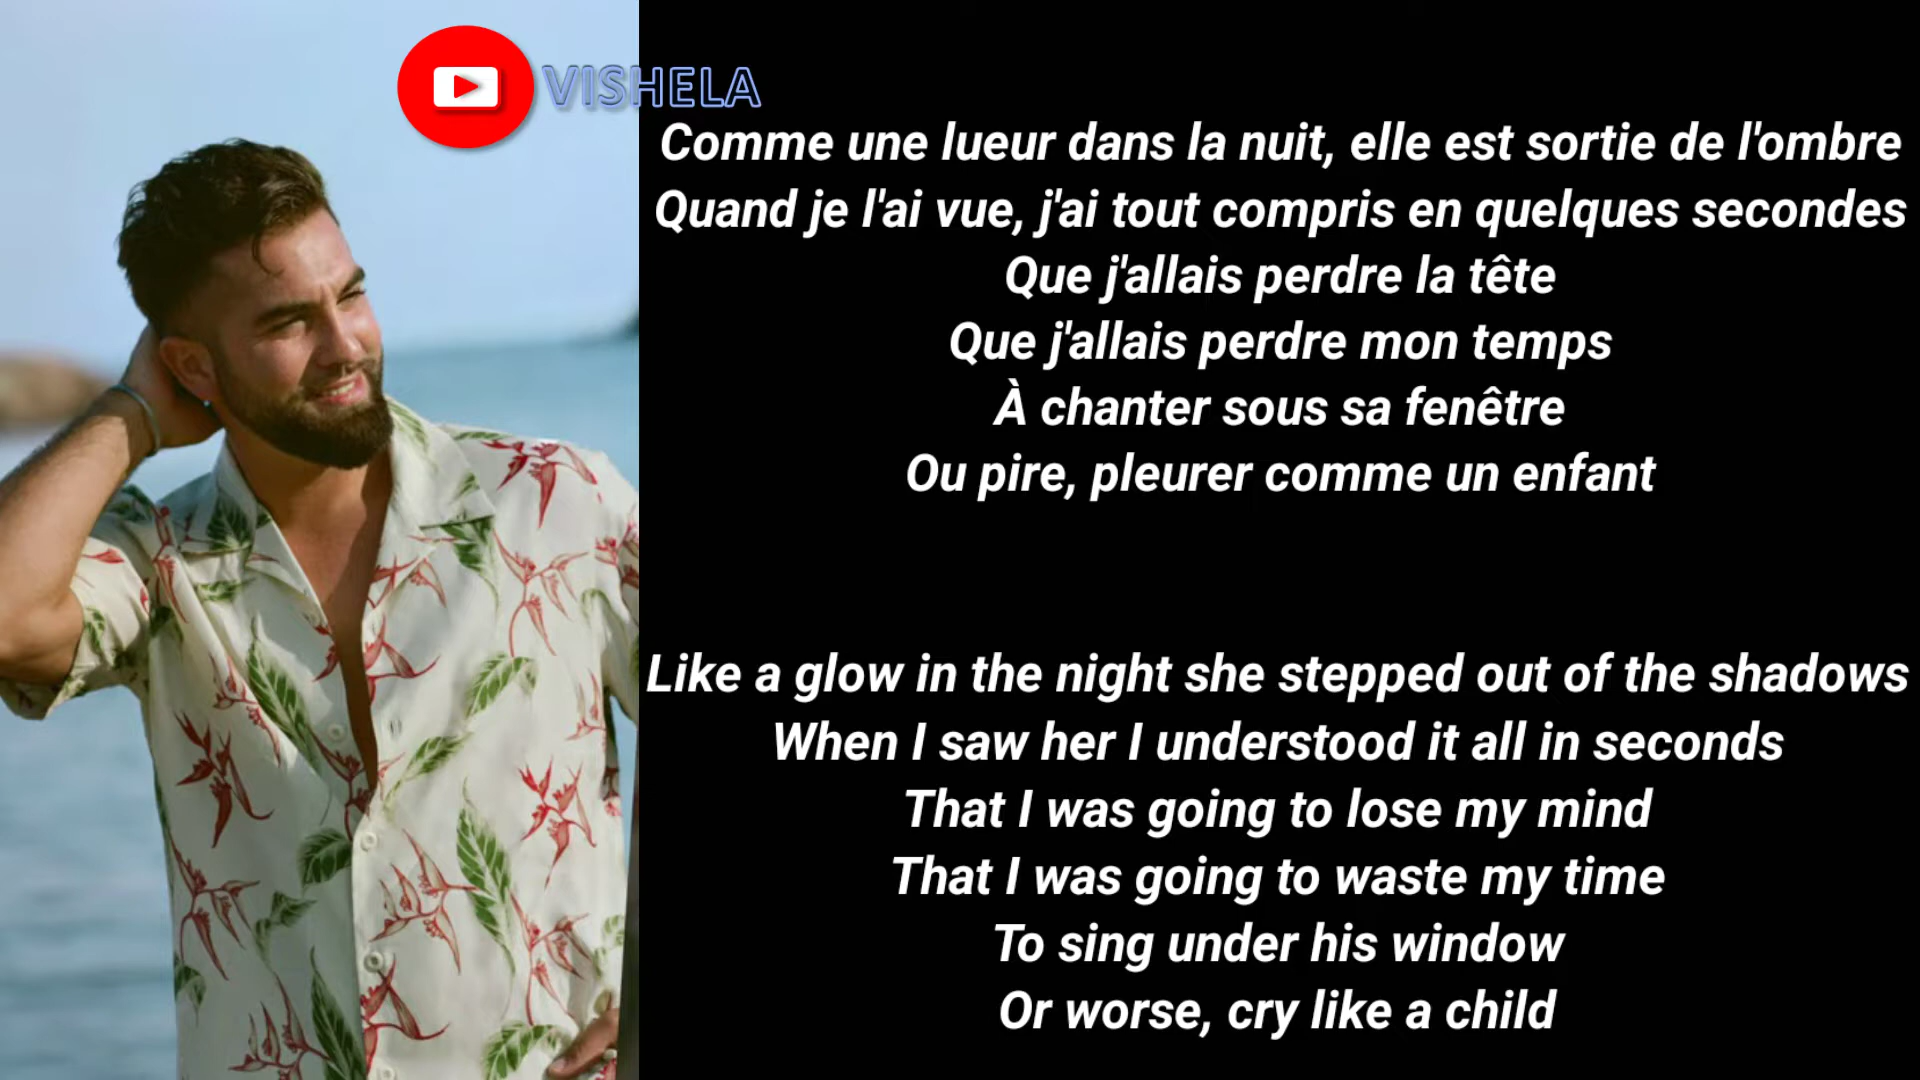 VISHELA
Comme une lueur dans la nuit, elle est sortie de l'ombre
Quand je l'ai vue, j'ai tout compris en quelques secondes
Que j'allais perdre la tête
Que j'allais perdre mon temps
À chanter sous sa fenêtre
Ou pire, pleurer comme un enfant
Like a glow in the night she stepped out of the shadows
When I saw her I understood it all in seconds
That I was going to lose my mind
That I was going to waste my time
To sing under his window
Or worse, cry like a child